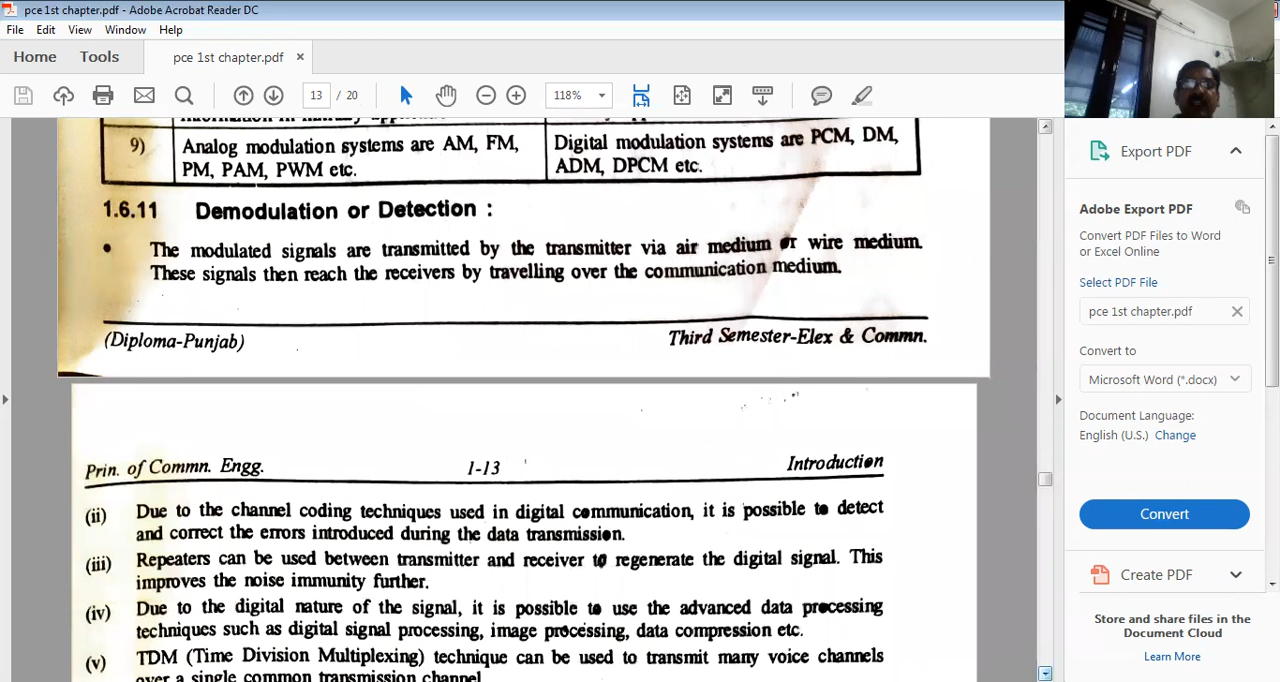 pce 1st chapter.pdf - Adobe Acrobat Reader DC
File Edit View Window Help
Home Tools pce 1st chapter.pdf ×
13 / 20 118%
9) Analog modulation systems are AM, FM, PM, PAM, PWM etc.
Digital modulation systems are PCM, DM, ADM, DPCM etc.
1.6.11 Demodulation or Detection :
• The modulated signals are transmitted by the transmitter via air medium or wire medium.
These signals then reach the receivers by travelling over the communication medium.
(Diploma-Punjab) Third Semester-Elex & Commn.
Prin. of Commn. Engg. 1-13 Introduction
(ii) Due to the channel coding techniques used in digital communication, it is possible to detect
and correct the errors introduced during the data transmission.
(iii) Repeaters can be used between transmitter and receiver to regenerate the digital signal. This
improves the noise immunity further.
(iv) Due to the digital nature of the signal, it is possible to use the advanced data processing
techniques such as digital signal processing, image processing, data compression etc.
(v) TDM (Time Division Multiplexing) technique can be used to transmit many voice channels
over a single common transmission channel
Export PDF
Adobe Export PDF
Convert PDF Files to Word
or Excel Online
Select PDF File
pce 1st chapter.pdf ×
Convert to
Microsoft Word (*.docx)
Document Language:
English (U.S.) Change
Convert
Create PDF
Store and share files in the
Document Cloud
Learn More